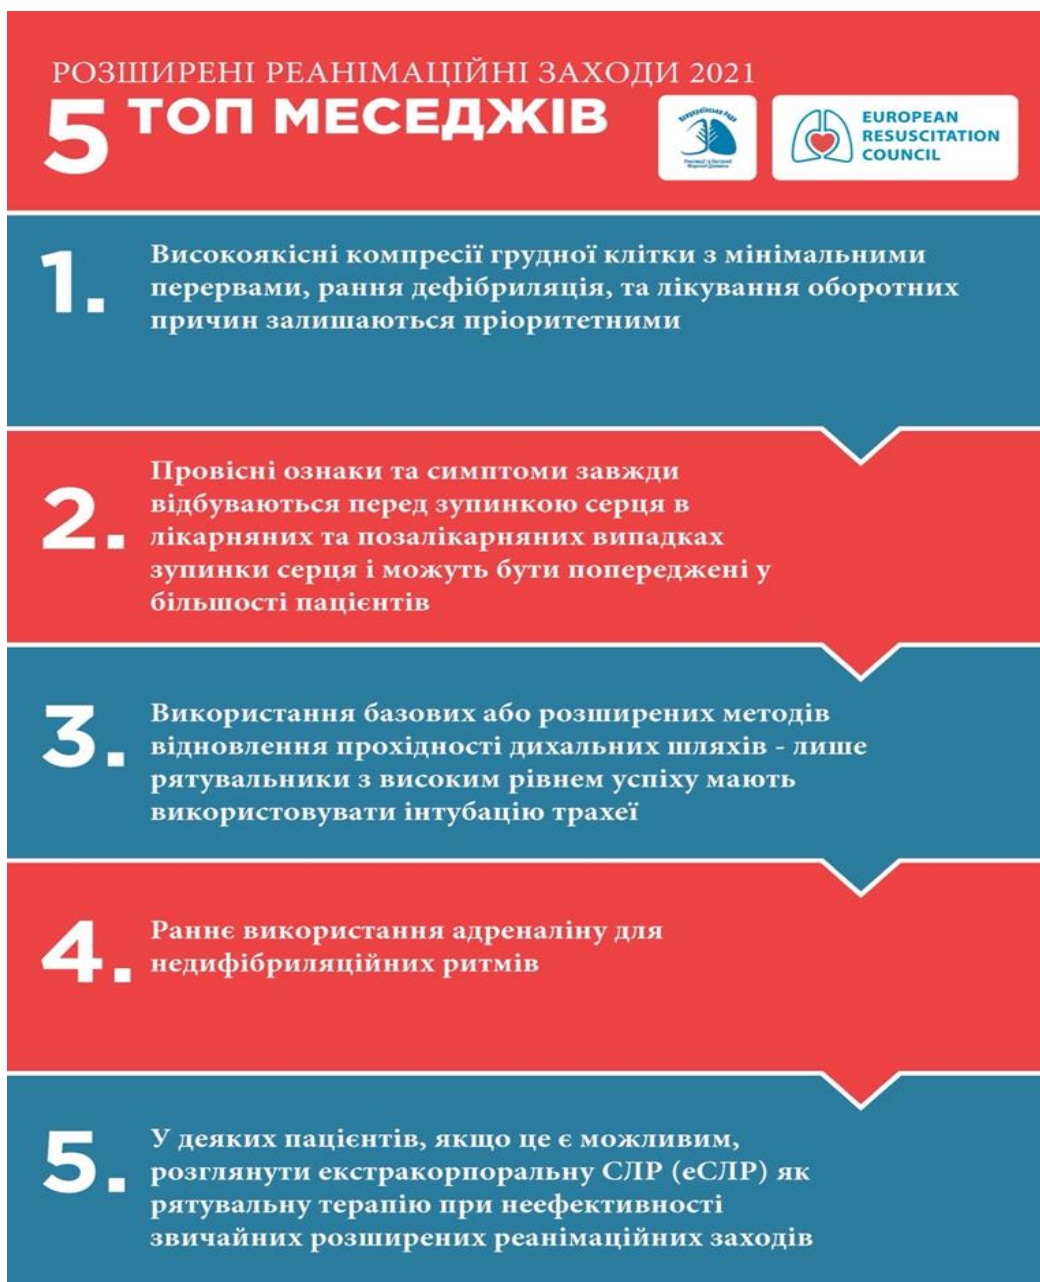 РОЗШИРЕНІ РЕАНІМАЦІЙНІ ЗАХОДИ 2021
5 ТОП МЕСЕДЖІВ
EUROPEAN
RESUSCITATION
COUNCIL
1.
Високоякісні компресії грудної клітки з мінімальними
перервами, рання дефібриляція, та лікування оборотних
причин залишаються пріоритетними
2.
Провісні ознаки та симптоми завжди
відбуваються перед зупинкою серця в
лікарняних та позалікарняних випадках
зупинки серця і можуть бути попереджені у
більшості пацієнтів
3.
Використання базових або розширених методів
відновлення прохідності дихальних шляхів - лише
рятувальники з високим рівнем успіху мають
використовувати інтубацію трахеї
4.
Раннє використання адреналіну для
недифібриляційних ритмів
5.
У деяких пацієнтів, якщо це є можливим,
розглянути екстракорпоральну СЛР (еСЛР) як
рятувальну терапію при неефективності
звичайних розширених реанімаційних заходів